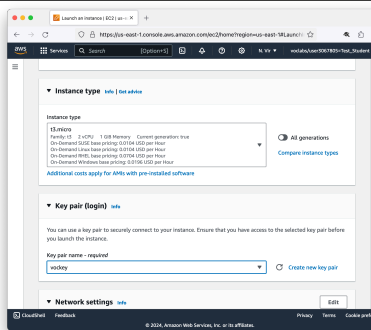 Launch an instance | EC2 | us-e
https://us-east-1.console.aws.amazon.com/ec2/home?region=us-east-1#Launch
aws
Services
Search
[Option+S]
N. Vir
voclabs/user3067805=Test_Student
Instance type Info | Get advice
Instance type
t3.micro
Family: t3 2 vCPU 1 GiB Memory Current generation: true
On-Demand SUSE base pricing: 0.0104 USD per Hour
On-Demand Linux base pricing: 0.0104 USD per Hour
On-Demand RHEL base pricing: 0.0704 USD per Hour
On-Demand Windows base pricing: 0.0196 USD per Hour
All generations
Compare instance types
Additional costs apply for AMIs with pre-installed software
Key pair (login) Info
You can use a key pair to securely connect to your instance. Ensure that you have access to the selected key pair before
you launch the instance.
Key pair name - required
vockey
Create new key pair
Network settings Info
Edit
CloudShell Feedback
Privacy Terms Cookie pref
© 2024, Amazon Web Services, Inc. or its affiliates.